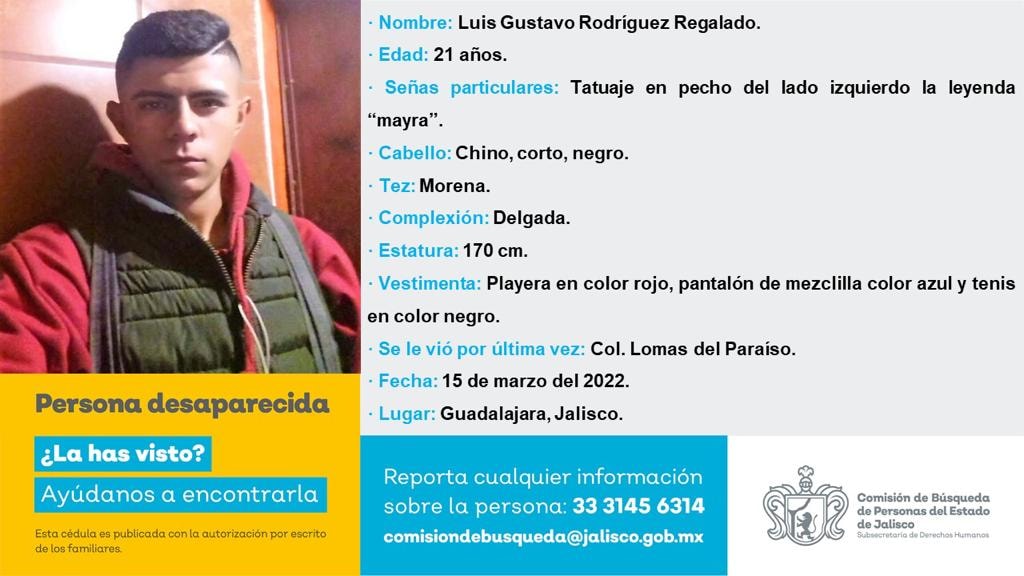 · Nombre: Luis Gustavo Rodríguez Regalado.
· Edad: 21 años.
· Señas particulares: Tatuaje en pecho del lado izquierdo la leyenda
“mayra”.
· Cabello: Chino, corto, negro.
· Tez: Morena.
· Complexión: Delgada.
· Estatura: 170 cm.
· Vestimenta: Playera en color rojo, pantalón de mezclilla color azul y tenis
en color negro.
· Se le vió por última vez: Col. Lomas del Paraíso.
· Fecha: 15 de marzo del 2022.
· Lugar: Guadalajara, Jalisco.
Persona desaparecida
¿La has visto?
Ayúdanos a encontrarla
Esta cédula es publicada con la autorización por escrito
de los familiares.
Reporta cualquier información
sobre la persona: 33 3145 6314
comisiondebusqueda@jalisco.gob.mx
Comisión de Búsqueda
de Personas del Estado
de Jalisco
Subsecretaría de Derechos Humanos